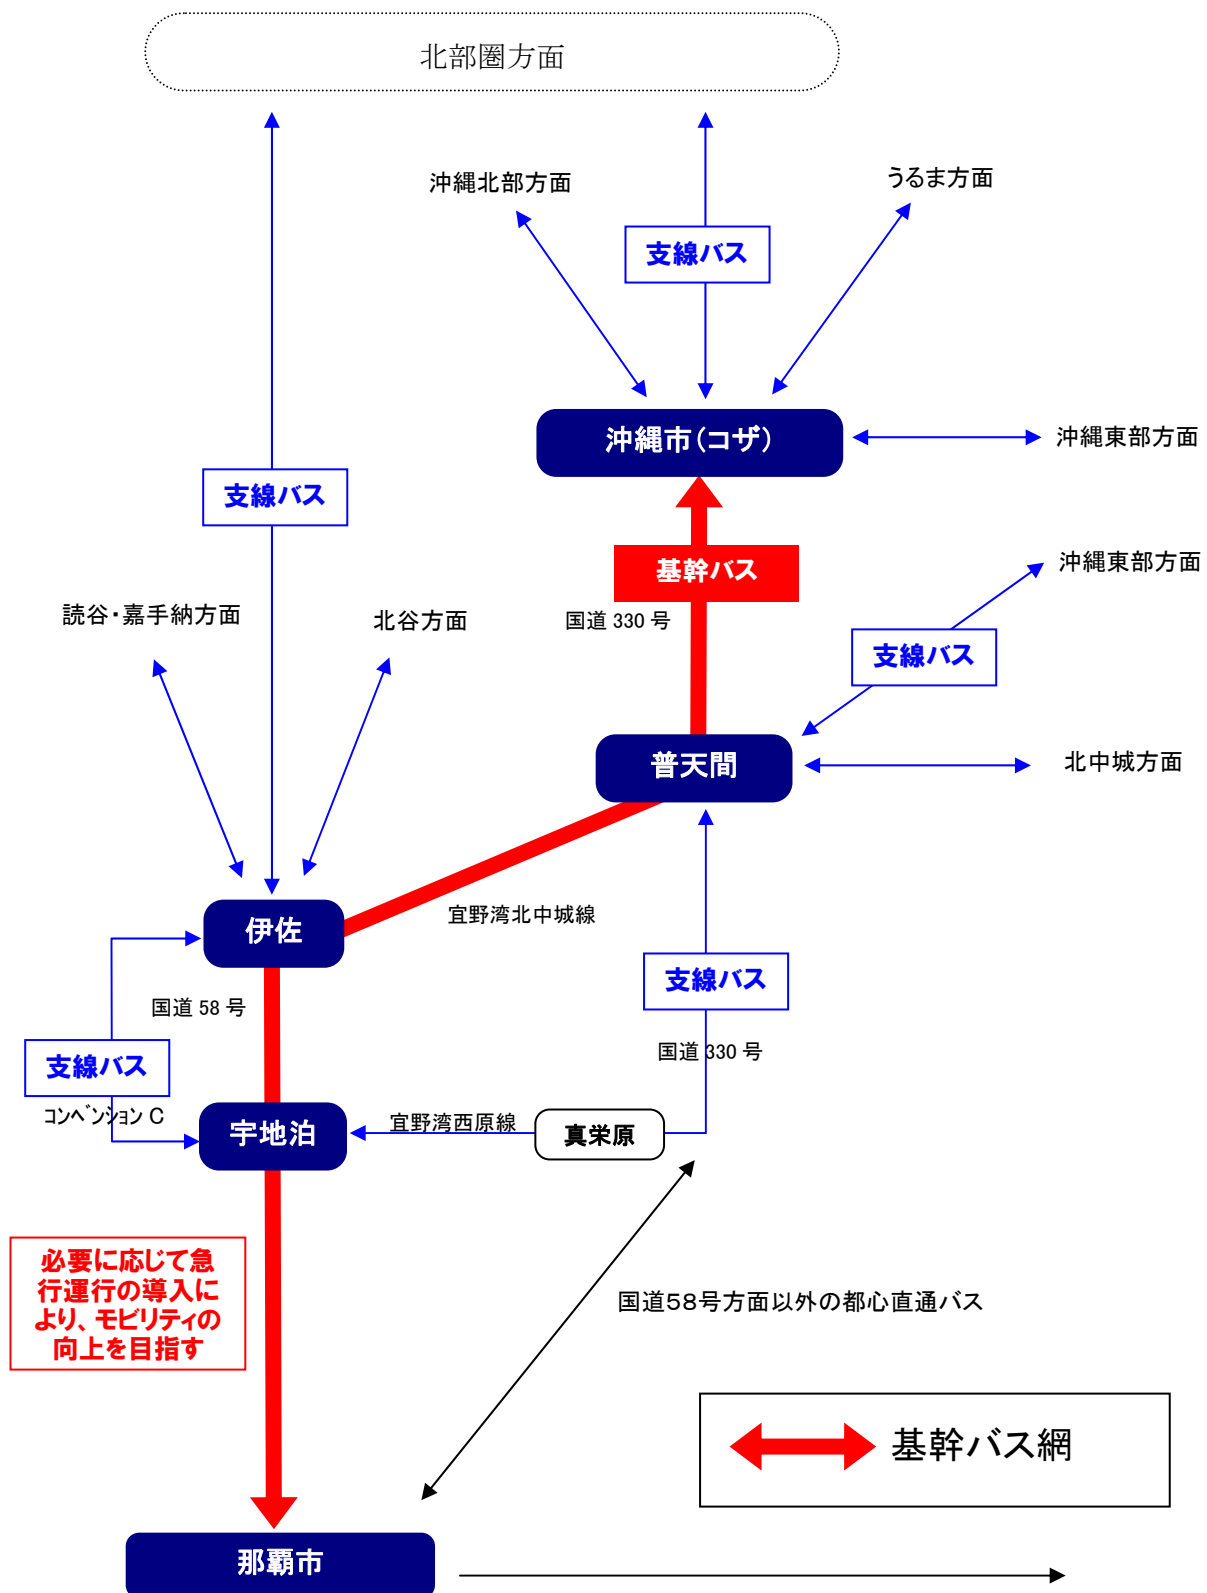 北部圏方面
沖縄北部方面
うるま方面
支線バス
沖縄市(コザ)
沖縄東部方面
支線バス
基幹バス
沖縄東部方面
国道 330 号
読谷・嘉手納方面
北谷方面
支線バス
普天間
北中城方面
宜野湾北中城線
伊佐
支線バス
国道 58 号
国道 330 号
支線バス
コンベンション C
宇地泊
宜野湾西原線
真栄原
必要に応じて急
行運行の導入に
より、モビリティの
向上を目指す
国道58号方面以外の都心直通バス
基幹バス網
那覇市